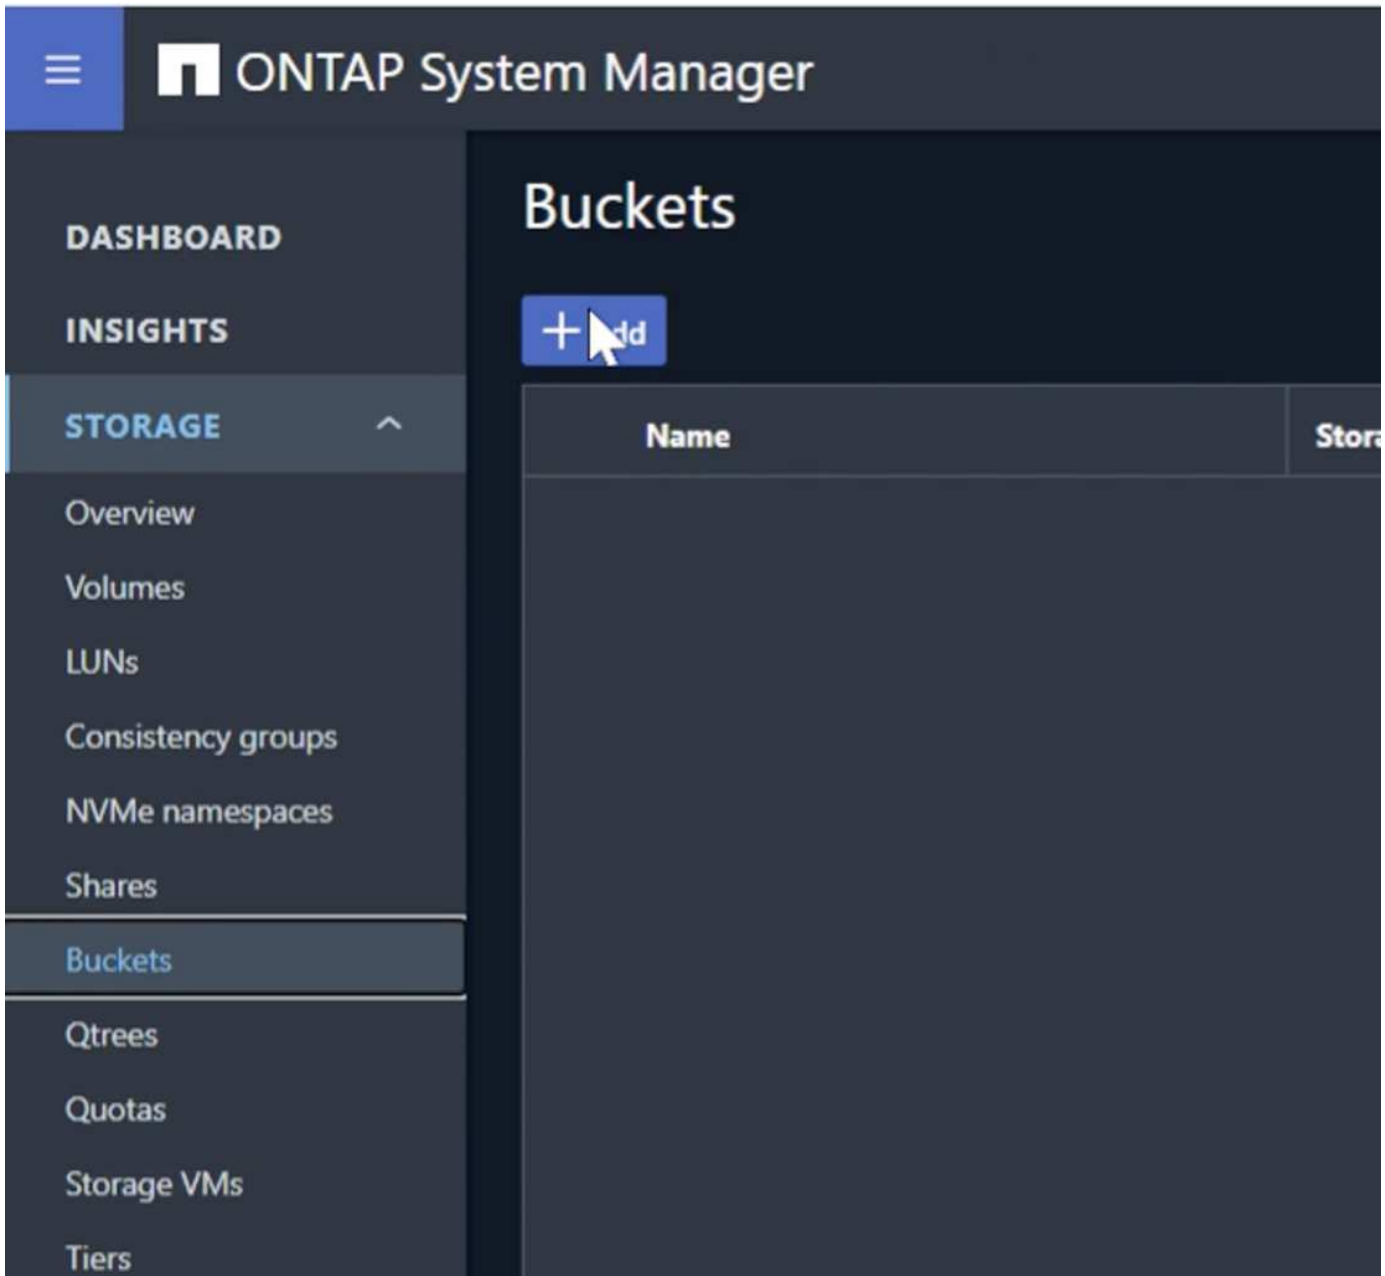 ONTAP System Manager
DASHBOARD
INSIGHTS
STORAGE
Overview
Volumes
LUNs
Consistency groups
NVMe namespaces
Shares
Buckets
Qtrees
Quotas
Storage VMs
Tiers
Buckets
+
Name